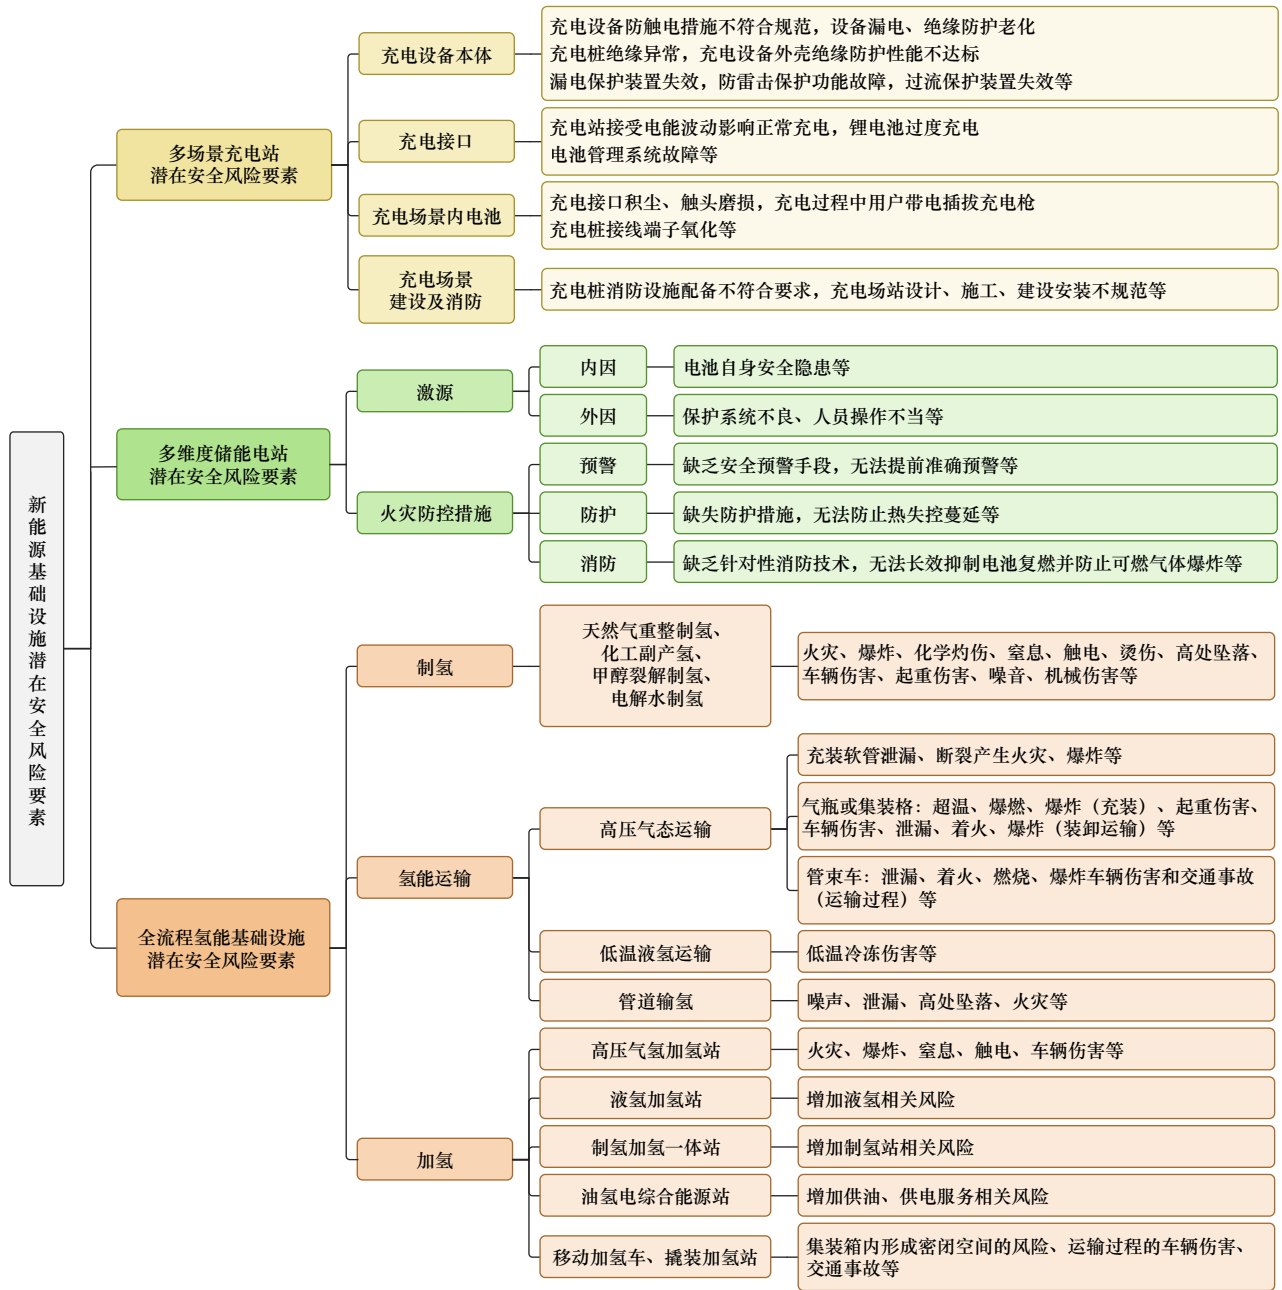 新能源基础设施潜在安全风险要素
多场景充电站
潜在安全风险要素
充电设备本体
充电设备防触电措施不符合规范，设备漏电、绝缘防护老化
充电桩绝缘异常，充电设备外壳绝缘防护性能不达标
漏电保护装置失效，防雷击保护功能故障，过流保护装置失效等
充电接口
充电站接受电能波动影响正常充电，锂电池过度充电
电池管理系统故障等
充电场景内电池
充电接口积尘、触头磨损，充电过程中用户带电插拔充电枪
充电桩接线端子氧化等
充电场景
建设及消防
充电桩消防设施配备不符合要求，充电场站设计、施工、建设安装不规范等
多维度储能电站
潜在安全风险要素
激源
内因
电池自身安全隐患等
外因
保护系统不良、人员操作不当等
火灾防控措施
预警
缺乏安全预警手段，无法提前准确预警等
防护
缺失防护措施，无法防止热失控蔓延等
消防
缺乏针对性消防技术，无法长效抑制电池复燃并防止可燃气体爆炸等
全流程氢能基础设施
潜在安全风险要素
制氢
天然气重整制氢、
化工副产氢、
甲醇裂解制氢、
电解水制氢
火灾、爆炸、化学灼伤、窒息、触电、烫伤、高处坠落、
车辆伤害、起重伤害、噪音、机械伤害等
氢能运输
高压气态运输
充装软管泄漏、断裂产生火灾、爆炸等
气瓶或集装格：超温、爆燃、爆炸（充装）、起重伤害、
车辆伤害、泄漏、着火、爆炸（装卸运输）等
管束车：泄漏、着火、燃烧、爆炸车辆伤害和交通事故
（运输过程）等
低温液氢运输
低温冷冻伤害等
管道输氢
噪声、泄漏、高处坠落、火灾等
加氢
高压气氢加氢站
火灾、爆炸、窒息、触电、车辆伤害等
液氢加氢站
增加液氢相关风险
制氢加氢一体站
增加制氢站相关风险
油氢电综合能源站
增加供油、供电服务相关风险
移动加氢车、撬装加氢站
集装箱内形成密闭空间的风险、运输过程的车辆伤害、
交通事故等